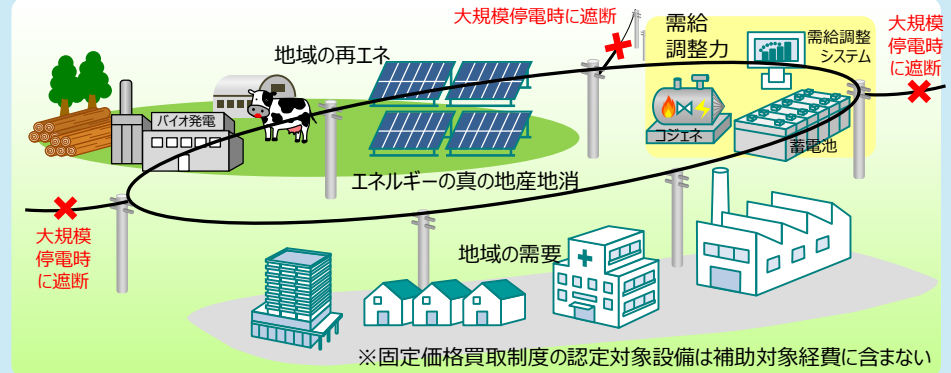 大規模停電時に遮断
需給
調整力
需給調整
システム
大規模
停電時
に遮断
地域の再エネ
バイオ発電
コジェネ
蓄電池
エネルギーの真の地産地消
大規模
停電時
に遮断
地域の需要
※固定価格買取制度の認定対象設備は補助対象経費に含まない